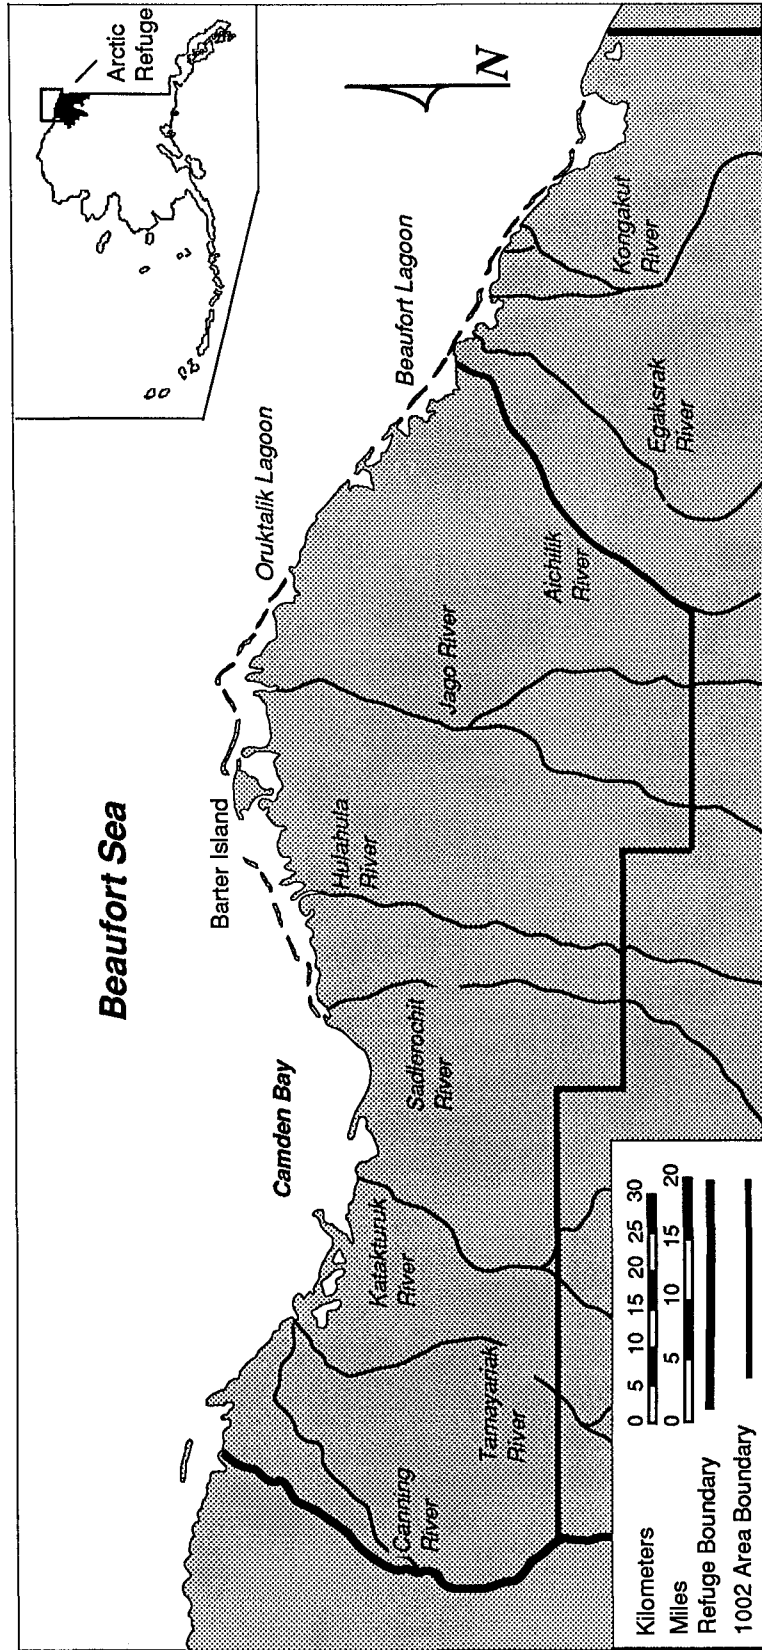 Arctic
Refuge
N
Beaufort Sea
Beaufort Lagoon
Oruktalik Lagoon
Barter Island
Camden Bay
Canning
River
Tamayariak
River
Katakturuk
River
Sadlerochit
River
Hulahula
River
Jago River
Aichilik
River
Egaksrak
River
Kongakut
River
Kilometers 0 5 10 15 20 25 30
Miles 0 5 10 15 20
Refuge Boundary
1002 Area Boundary